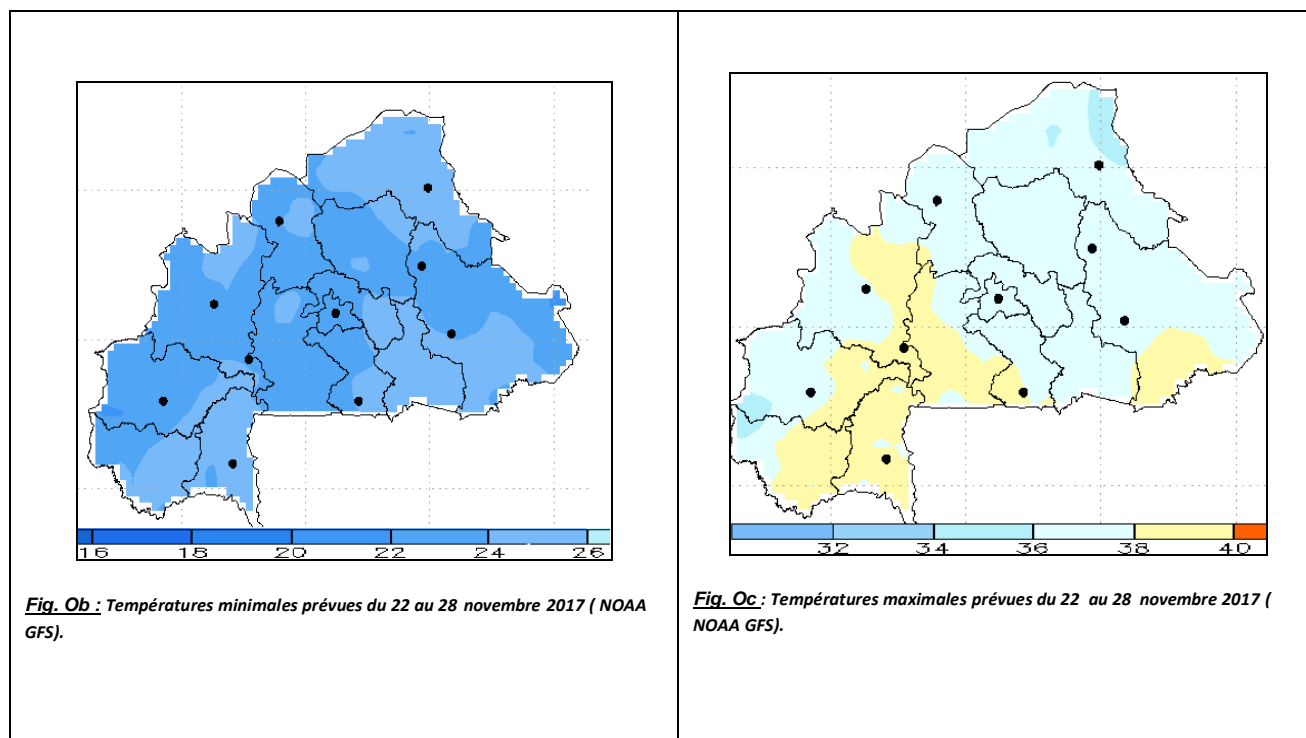 16 18 20 22 24 26
Fig. Ob : Températures minimales prévues du 22 au 28 novembre 2017 ( NOAA
GFS).
32 34 36 38 40
Fig. Oc : Températures maximales prévues du 22 au 28 novembre 2017 (
NOAA GFS).